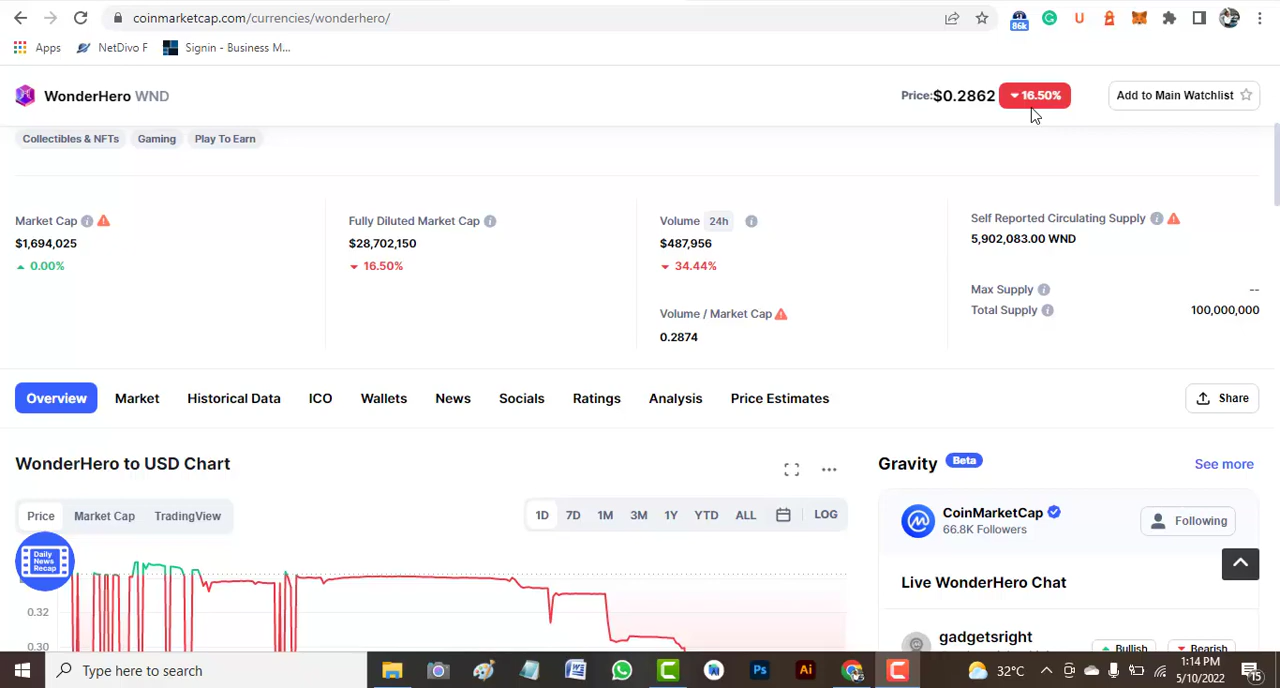 coinmarketcap.com/currencies/wonderhero/
86k
Apps NetDivo F Signin - Business M...
WonderHero WND Price:$0.2862 16.50% Add to Main Watchlist
Collectibles & NFTs Gaming Play To Earn
Market Cap Fully Diluted Market Cap Volume 24h Self Reported Circulating Supply
$1,694,025 $28,702,150 $487,956 5,902,083.00 WND
0.00% 16.50% 34.44%
Max Supply --
Volume / Market Cap Total Supply 100,000,000
0.2874
Overview Market Historical Data ICO Wallets News Socials Ratings Analysis Price Estimates Share
WonderHero to USD Chart Gravity Beta See more
Price Market Cap TradingView 1D 7D 1M 3M 1Y YTD ALL LOG
CoinMarketCap Following
66.8K Followers
Daily
News
Recap
Live WonderHero Chat
0.32
0.30
gadgetsright Bullish Bearish
Type here to search W Ps Ai 32°C 1:14 PM
5/10/2022 15